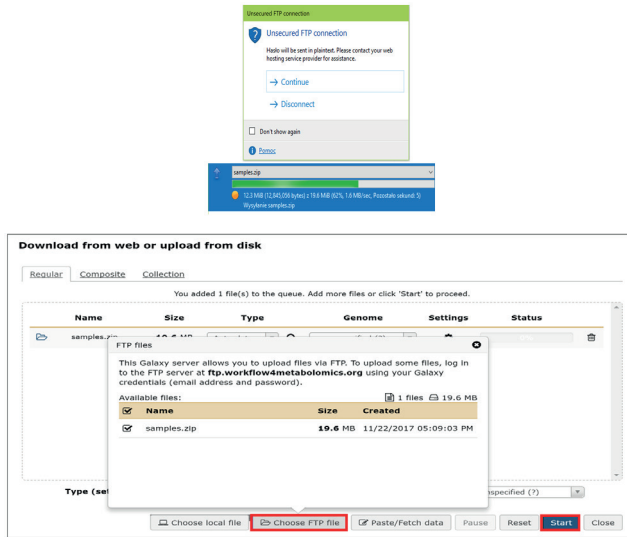 Unsecured FTP connection
Unsecured FTP connection
Hasło will be sent in plaintext. Please contact your web
hosting service provider for assistance.
→ Continue
→ Disconnect
Don't show again
Pomoc
samples.zip
12,3 MiB (12,845,056 bytes) z 19.6 MiB (62%, 1.6 MB/sec, Pozostało sekund: 5)
Wysyłanie samples.zip
Download from web or upload from disk
Regular Composite Collection
You added 1 file(s) to the queue. Add more files or click 'Start' to proceed.
Name Size Type Genome Settings Status
samples.zip 19.6 MB
FTP files
This Galaxy server allows you to upload files via FTP. To upload some files, log in
to the FTP server at ftp.workflow4metabolomics.org using your Galaxy
credentials (email address and password).
Available files: 1 files 19.6 MB
Name Size Created
samples.zip 19.6 MB 11/22/2017 05:09:03 PM
Type (set nspecified (?)
Choose local file Choose FTP file Paste/Fetch data Pause Reset Start Close